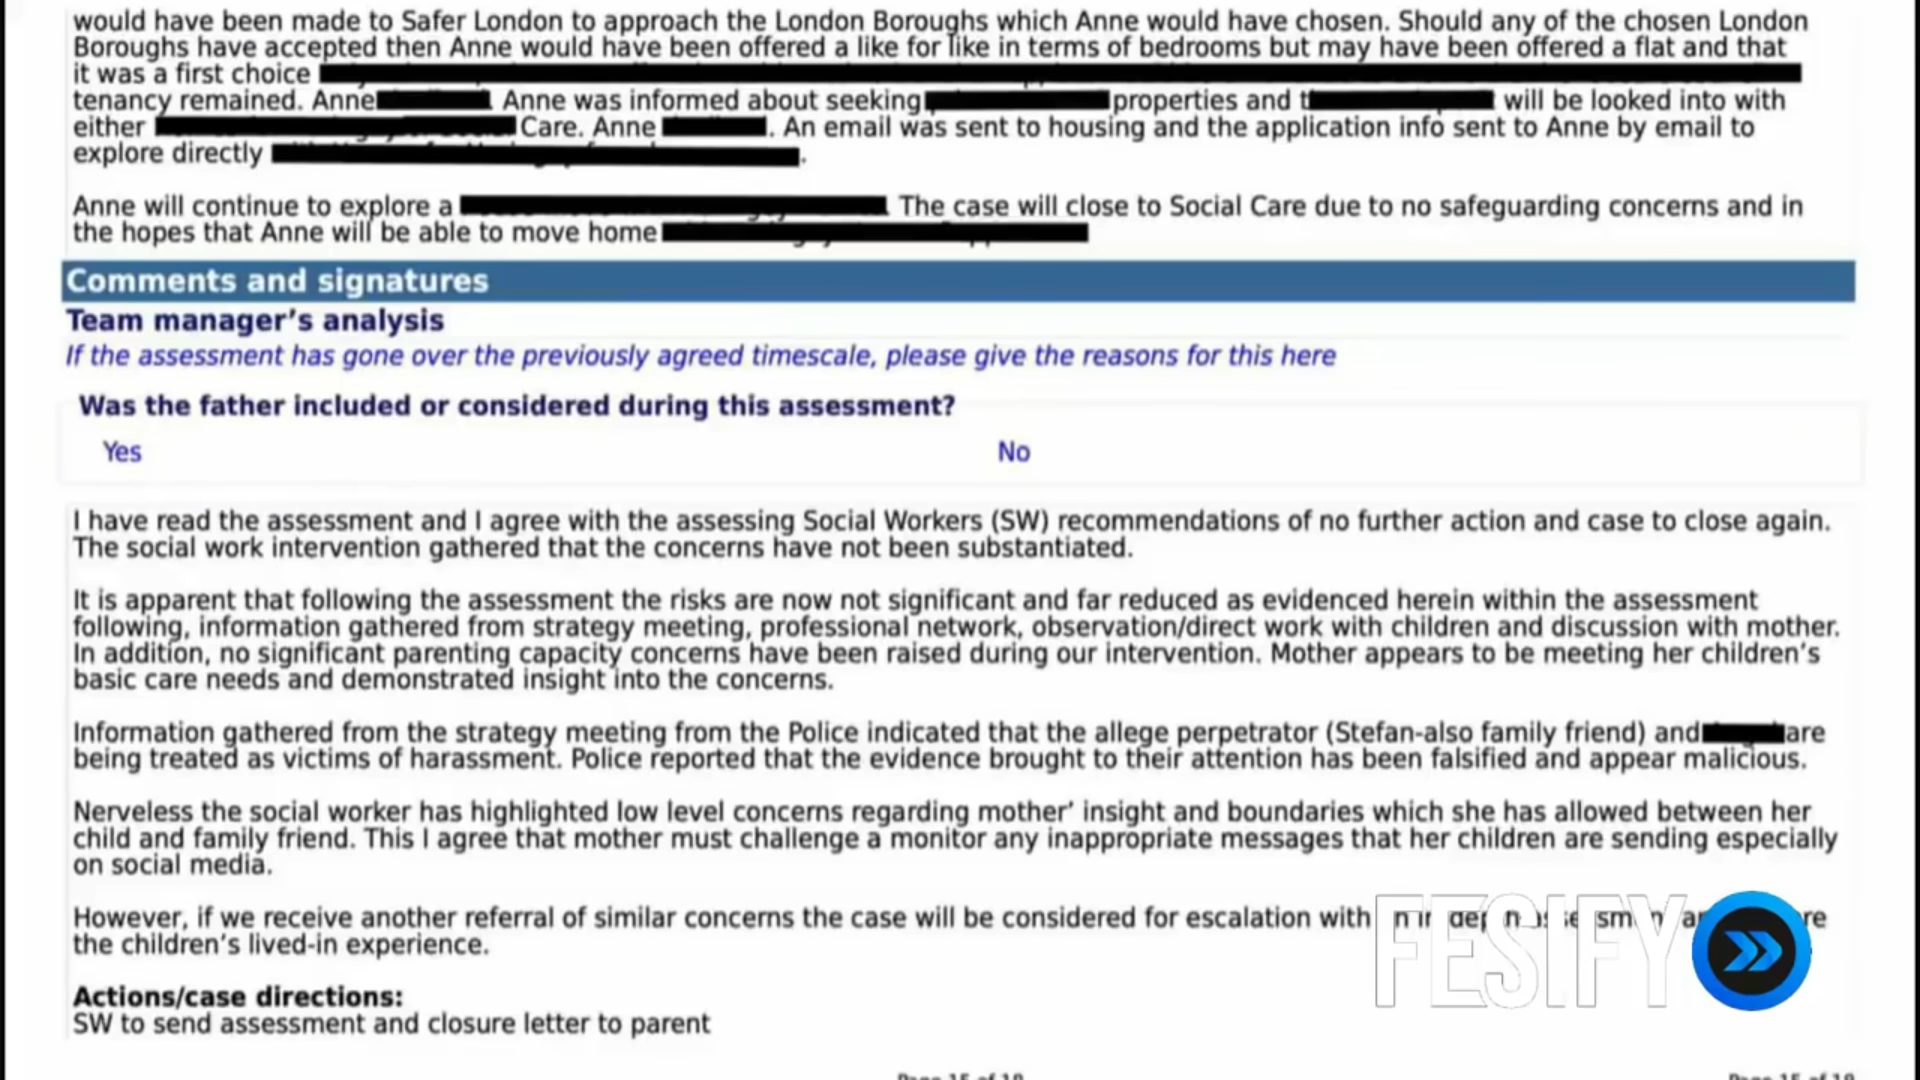 would have been made to Safer London to approach the London Boroughs which Anne would have chosen. Should any of the chosen London
Boroughs have accepted then Anne would have been offered a like for like in terms of bedrooms but may have been offered a flat and that
it was a first choice
tenancy remained. Anne . Anne was informed about seeking properties and t will be looked into with
either Care. Anne . An email was sent to housing and the application info sent to Anne by email to
explore directly .
Anne will continue to explore a . The case will close to Social Care due to no safeguarding concerns and in
the hopes that Anne will be able to move home
Comments and signatures
Team manager’s analysis
If the assessment has gone over the previously agreed timescale, please give the reasons for this here
Was the father included or considered during this assessment?
Yes No
I have read the assessment and I agree with the assessing Social Workers (SW) recommendations of no further action and case to close again.
The social work intervention gathered that the concerns have not been substantiated.
It is apparent that following the assessment the risks are now not significant and far reduced as evidenced herein within the assessment
following, information gathered from strategy meeting, professional network, observation/direct work with children and discussion with mother.
In addition, no significant parenting capacity concerns have been raised during our intervention. Mother appears to be meeting her children’s
basic care needs and demonstrated insight into the concerns.
Information gathered from the strategy meeting from the Police indicated that the allege perpetrator (Stefan-also family friend) and are
being treated as victims of harassment. Police reported that the evidence brought to their attention has been falsified and appear malicious.
Nerveless the social worker has highlighted low level concerns regarding mother’ insight and boundaries which she has allowed between her
child and family friend. This I agree that mother must challenge a monitor any inappropriate messages that her children are sending especially
on social media.
However, if we receive another referral of similar concerns the case will be considered for escalation with
the children’s lived-in experience.
FESIFY
Actions/case directions:
SW to send assessment and closure letter to parent